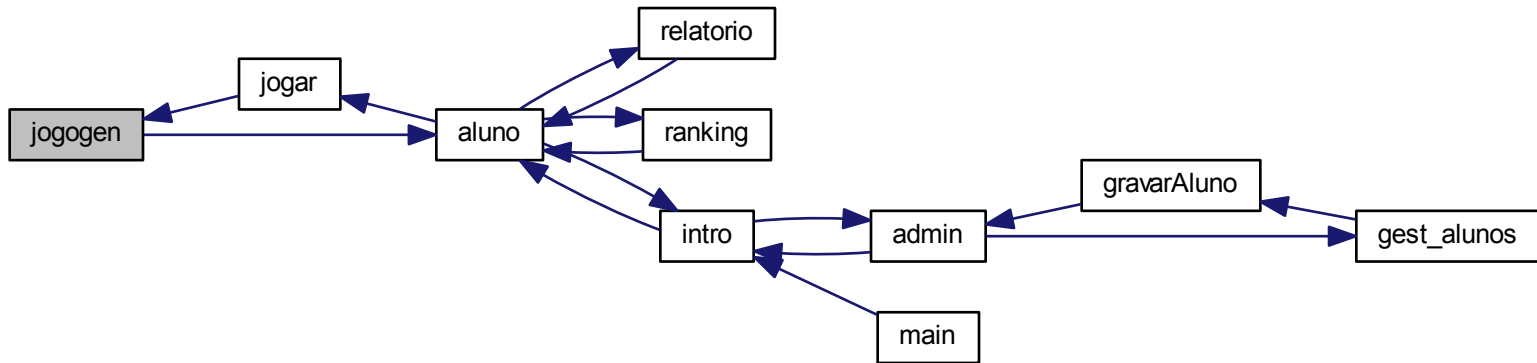 relatorio
jogar
jogogen
aluno
ranking
gravarAluno
intro
admin
gest_alunos
main